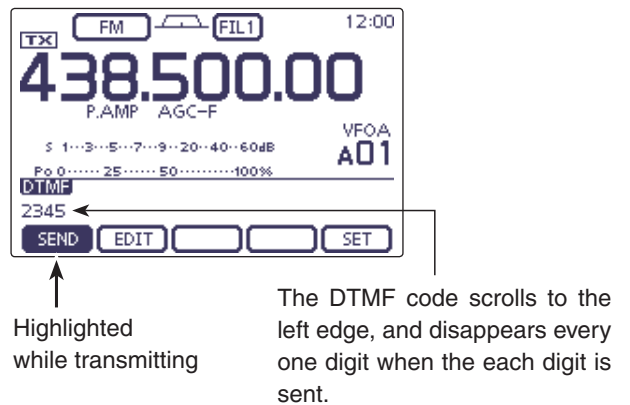 FM FIL1 12:00
TX
438.500.00
P.AMP AGC-F
VFOA
S 1···3···5···7···9··20··40··60dB
A01
Po 0······ 25······ 50··········100%
DTMF
2345
SEND EDIT SET
Highlighted
while transmitting
The DTMF code scrolls to the
left edge, and disappears every
one digit when the each digit is
sent.